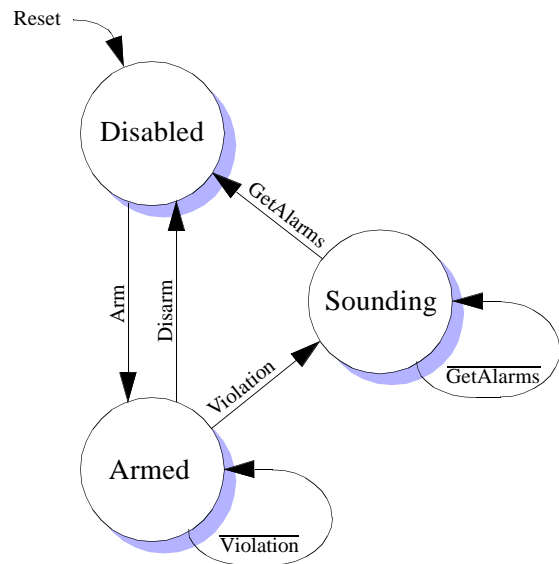 Reset
Disabled
GetAlarms
Arm
Disarm
Sounding
GetAlarms
Violation
Armed
Violation